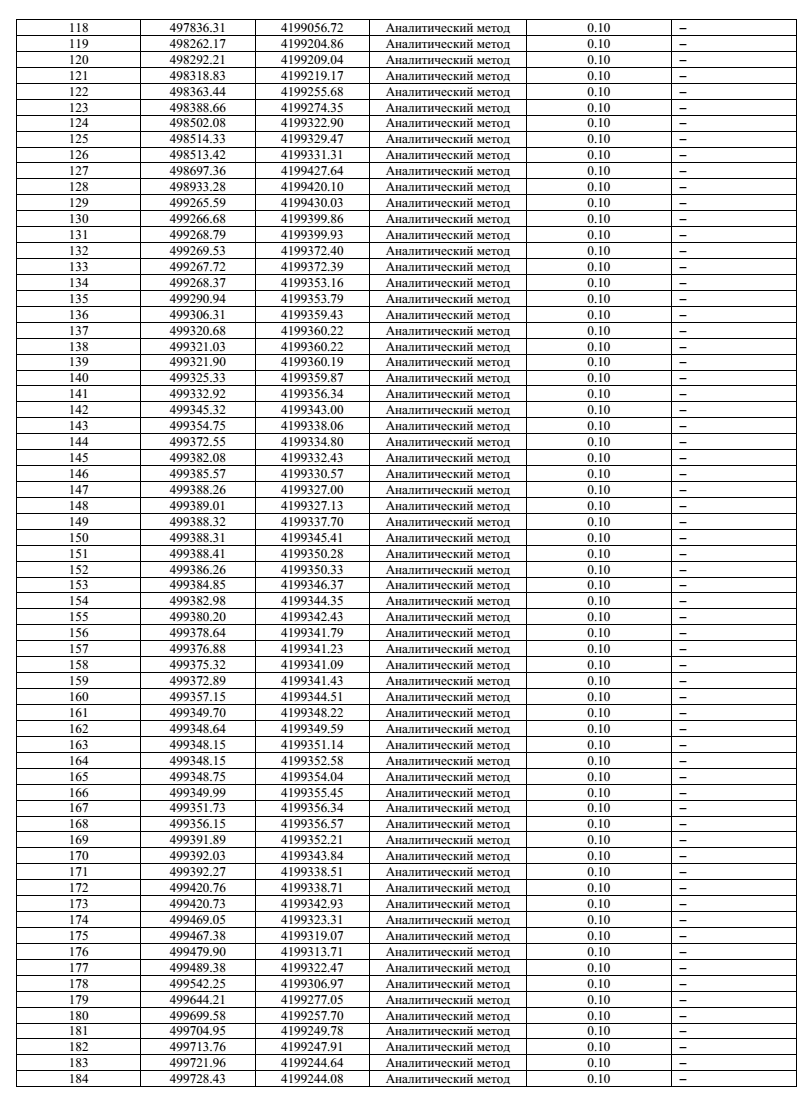 118 497836.31 4199056.72 Аналитический метод 0.10 –
119 498262.17 4199204.86 Аналитический метод 0.10 –
120 498292.21 4199209.04 Аналитический метод 0.10 –
121 498318.83 4199219.17 Аналитический метод 0.10 –
122 498363.44 4199255.68 Аналитический метод 0.10 –
123 498388.66 4199274.35 Аналитический метод 0.10 –
124 498502.08 4199322.90 Аналитический метод 0.10 –
125 498514.33 4199329.47 Аналитический метод 0.10 –
126 498513.42 4199331.31 Аналитический метод 0.10 –
127 498697.36 4199427.64 Аналитический метод 0.10 –
128 498933.28 4199420.10 Аналитический метод 0.10 –
129 499265.59 4199430.03 Аналитический метод 0.10 –
130 499266.68 4199399.86 Аналитический метод 0.10 –
131 499268.79 4199399.93 Аналитический метод 0.10 –
132 499269.53 4199372.40 Аналитический метод 0.10 –
133 499267.72 4199372.39 Аналитический метод 0.10 –
134 499268.37 4199353.16 Аналитический метод 0.10 –
135 499290.94 4199353.79 Аналитический метод 0.10 –
136 499306.31 4199359.43 Аналитический метод 0.10 –
137 499320.68 4199360.22 Аналитический метод 0.10 –
138 499321.03 4199360.22 Аналитический метод 0.10 –
139 499321.90 4199360.19 Аналитический метод 0.10 –
140 499325.33 4199359.87 Аналитический метод 0.10 –
141 499332.92 4199356.34 Аналитический метод 0.10 –
142 499345.32 4199343.00 Аналитический метод 0.10 –
143 499354.75 4199338.06 Аналитический метод 0.10 –
144 499372.55 4199334.80 Аналитический метод 0.10 –
145 499382.08 4199332.43 Аналитический метод 0.10 –
146 499385.57 4199330.57 Аналитический метод 0.10 –
147 499388.26 4199327.00 Аналитический метод 0.10 –
148 499389.01 4199327.13 Аналитический метод 0.10 –
149 499388.32 4199337.70 Аналитический метод 0.10 –
150 499388.31 4199345.41 Аналитический метод 0.10 –
151 499388.41 4199350.28 Аналитический метод 0.10 –
152 499386.26 4199350.33 Аналитический метод 0.10 –
153 499384.85 4199346.37 Аналитический метод 0.10 –
154 499382.98 4199344.35 Аналитический метод 0.10 –
155 499380.20 4199342.43 Аналитический метод 0.10 –
156 499378.64 4199341.79 Аналитический метод 0.10 –
157 499376.88 4199341.23 Аналитический метод 0.10 –
158 499375.32 4199341.09 Аналитический метод 0.10 –
159 499372.89 4199341.43 Аналитический метод 0.10 –
160 499357.15 4199344.51 Аналитический метод 0.10 –
161 499349.70 4199348.22 Аналитический метод 0.10 –
162 499348.64 4199349.59 Аналитический метод 0.10 –
163 499348.15 4199351.14 Аналитический метод 0.10 –
164 499348.15 4199352.58 Аналитический метод 0.10 –
165 499348.75 4199354.04 Аналитический метод 0.10 –
166 499349.99 4199355.45 Аналитический метод 0.10 –
167 499351.73 4199356.34 Аналитический метод 0.10 –
168 499356.15 4199356.57 Аналитический метод 0.10 –
169 499391.89 4199352.21 Аналитический метод 0.10 –
170 499392.03 4199343.84 Аналитический метод 0.10 –
171 499392.27 4199338.51 Аналитический метод 0.10 –
172 499420.76 4199338.71 Аналитический метод 0.10 –
173 499420.73 4199342.93 Аналитический метод 0.10 –
174 499469.05 4199323.31 Аналитический метод 0.10 –
175 499467.38 4199319.07 Аналитический метод 0.10 –
176 499479.90 4199313.71 Аналитический метод 0.10 –
177 499489.38 4199322.47 Аналитический метод 0.10 –
178 499542.25 4199306.97 Аналитический метод 0.10 –
179 499644.21 4199277.05 Аналитический метод 0.10 –
180 499699.58 4199257.70 Аналитический метод 0.10 –
181 499704.95 4199249.78 Аналитический метод 0.10 –
182 499713.76 4199247.91 Аналитический метод 0.10 –
183 499721.96 4199244.64 Аналитический метод 0.10 –
184 499728.43 4199244.08 Аналитический метод 0.10 –